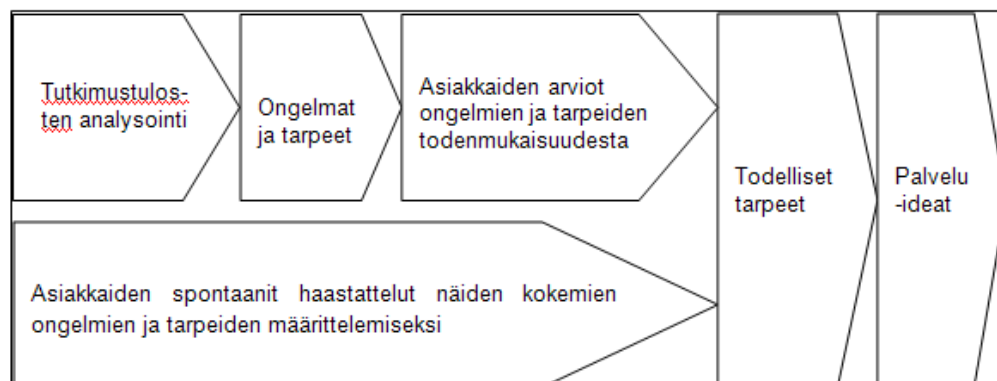 Tutkimustulos-
ten analysointi
Ongelmat
ja tarpeet
Asiakkaiden arviot
ongelmien ja tarpeiden
todenmukaisuudesta
Todelliset
tarpeet
Palvelu
-ideat
Asiakkaiden spontaanit haastattelut näiden kokemien
ongelmien ja tarpeiden määrittelemiseksi